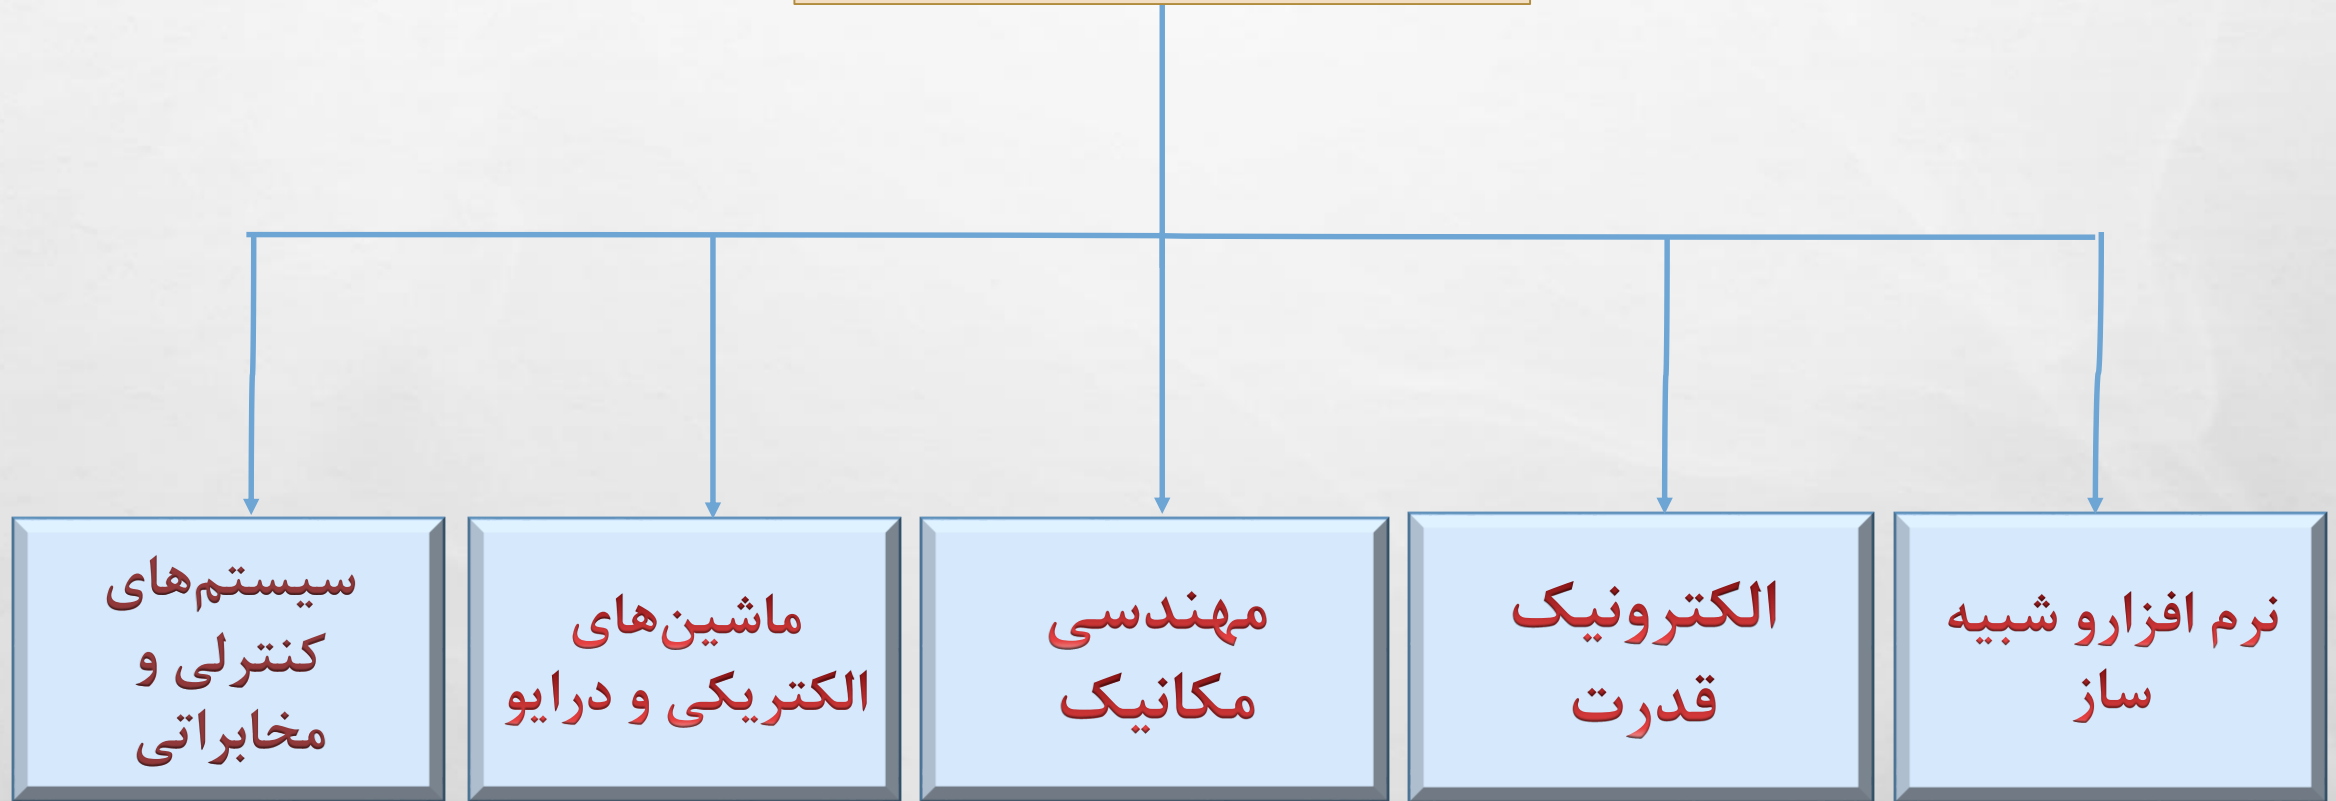 نرم افزارو شبیه
ساز
الکترونیک
قدرت
مهندسی
مکانیک
ماشین‌های
الکتریکی و درایو
سیستم‌های
کنترلی و
مخابراتی